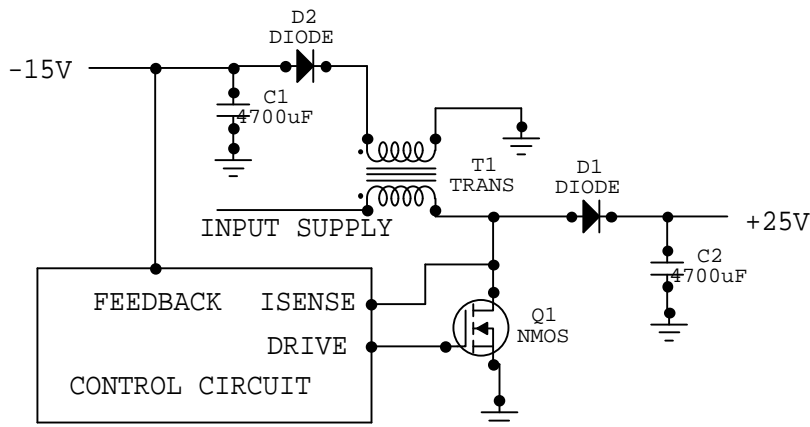 D2
DIODE
-15V
C1
4700uF
T1
TRANS
D1
DIODE
+25V
INPUT SUPPLY
C2
4700uF
FEEDBACK
ISENSE
Q1
NMOS
DRIVE
CONTROL CIRCUIT